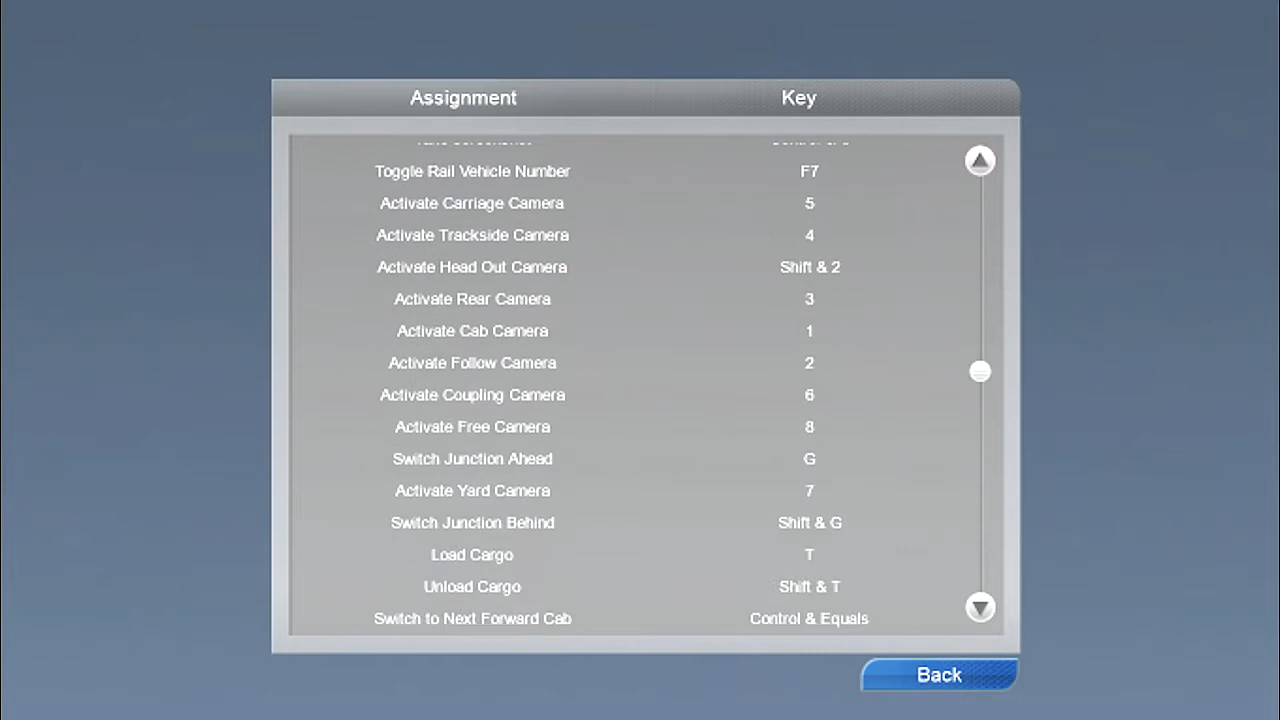 Assignment Key
Toggle Rail Vehicle Number F7
Activate Carriage Camera 5
Activate Trackside Camera 4
Activate Head Out Camera Shift & 2
Activate Rear Camera 3
Activate Cab Camera 1
Activate Follow Camera 2
Activate Coupling Camera 6
Activate Free Camera 8
Switch Junction Ahead G
Activate Yard Camera 7
Switch Junction Behind Shift & G
Load Cargo T
Unload Cargo Shift & T
Switch to Next Forward Cab Control & Equals
Back